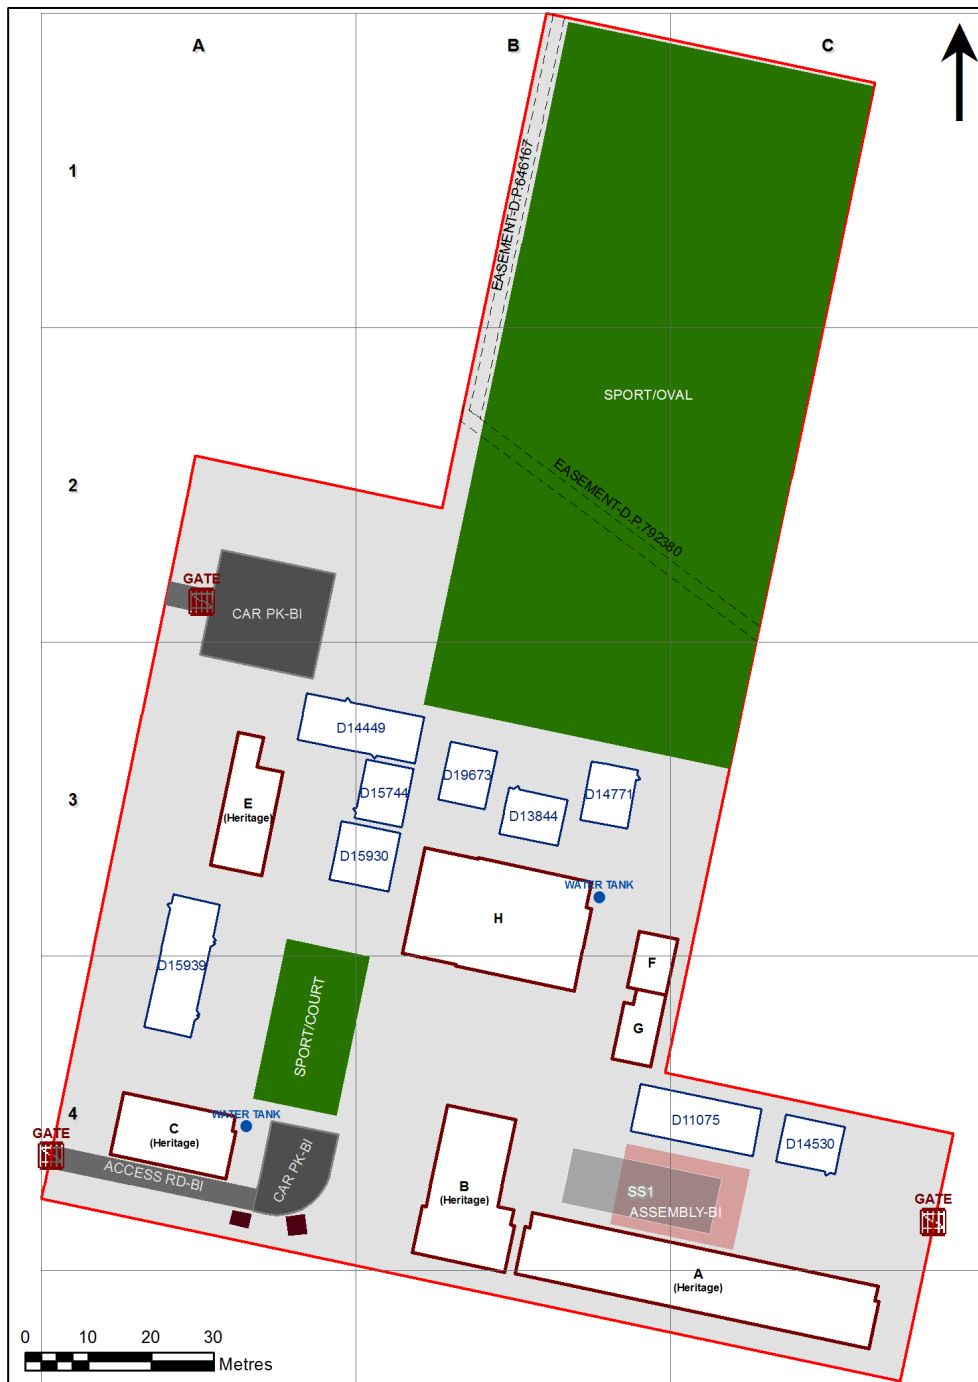 A
B
C
1
EASEMENT-D.P.646167
SPORT/OVAL
2
EASEMENT-D.P.792380
GATE
CAR PK-BI
D14449
D19673
D14771
D15744
3
E
(Heritage)
D13844
D15930
WATER TANK
H
F
D15939
SPORT/COURT
G
WATER TANK
4
D11075
C
(Heritage)
GATE
D14530
CAR PK-BI
ACCESS RD-BI
B
(Heritage)
SS1
GATE
ASSEMBLY-BI
A
(Heritage)
0 10 20 30
Metres